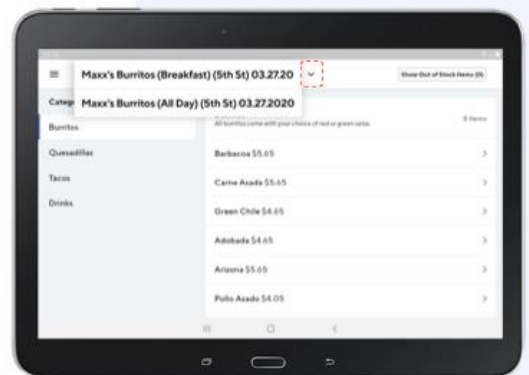 Maxx's Burritos (Breakfast) (5th St) 03.27.20
Show Out of Stock Items (0)
Maxx's Burritos (All Day) (5th St) 03.27.2020
Categ
Burritos
Quesadillas
Tacos
Drinks
8 Items
All burritos come with your choice of red or green salsa.
Barbacoa $5.65
Carne Asada $5.65
Green Chile $4.65
Adobada $4.65
Arizona $5.65
Pollo Asado $4.05